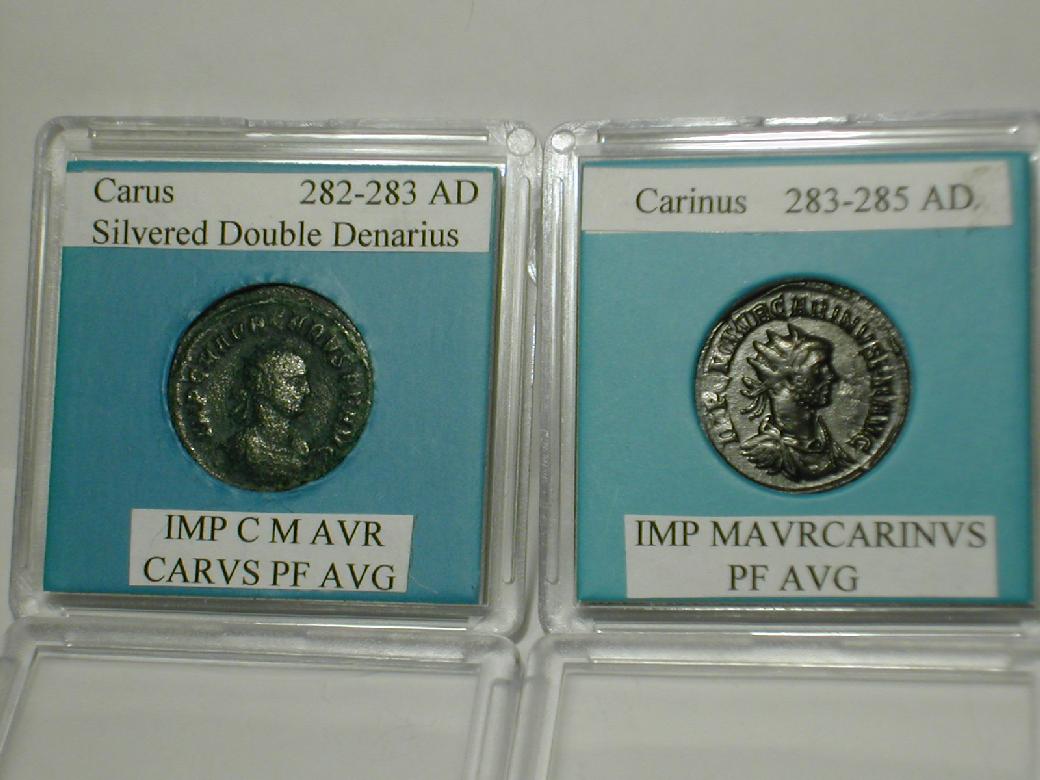 Carus 282-283 AD
Silvered Double Denarius
IMP C M AVR
CARVS PF AVG
Carinus 283-285 AD
IMP MAVRCARINVS
PF AVG